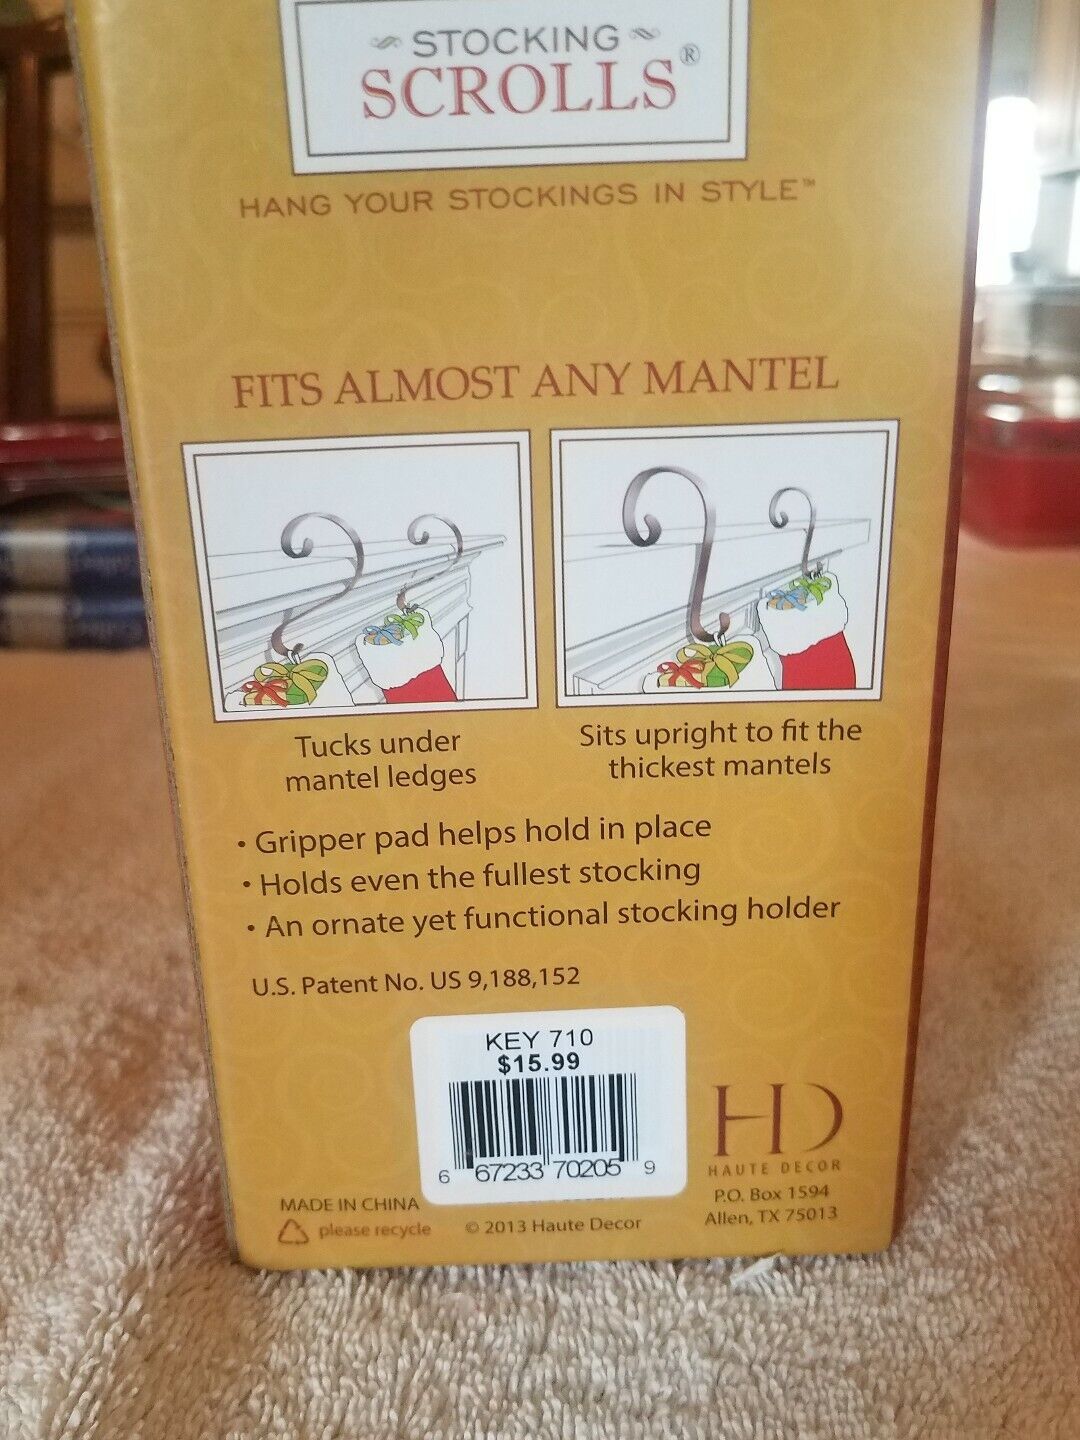 STOCKING
SCROLLS®
HANG YOUR STOCKINGS IN STYLE™
FITS ALMOST ANY MANTEL
Tucks under
mantel ledges
Sits upright to fit the
thickest mantels
• Gripper pad helps hold in place
• Holds even the fullest stocking
• An ornate yet functional stocking holder
U.S. Patent No. US 9,188,152
KEY 710
$15.99
6 67233 70205 9
HD
HAUTE DECOR
P.O. Box 1594
Allen, TX 75013
MADE IN CHINA
please recycle
© 2013 Haute Decor